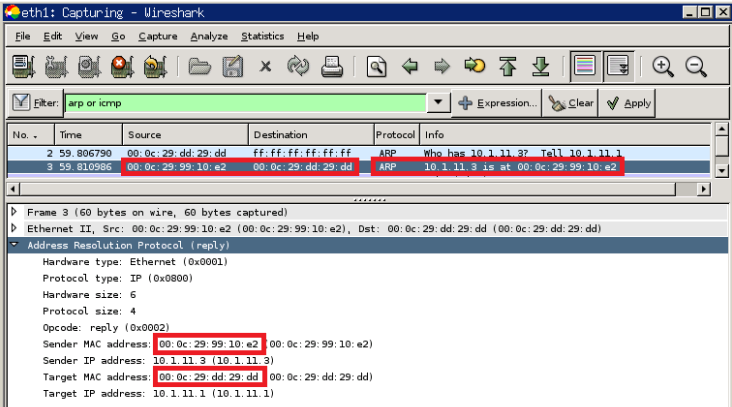 eth1: Capturing - Wireshark
File Edit View Go Capture Analyze Statistics Help
Filter: arp or icmp Expression... Clear Apply
No. . Time Source Destination Protocol Info
2 59.806790 00:0c:29:dd:29:dd ff:ff:ff:ff:ff:ff ARP Who has 10.1.11.3? Tell 10.1.11.1
3 59.810986 00:0c:29:99:10:e2 00:0c:29:dd:29:dd ARP 10.1.11.3 is at 00:0c:29:99:10:e2
Frame 3 (60 bytes on wire, 60 bytes captured)
Ethernet II, Src: 00:0c:29:99:10:e2 (00:0c:29:99:10:e2), Dst: 00:0c:29:dd:29:dd (00:0c:29:dd:29:dd)
Address Resolution Protocol (reply)
Hardware type: Ethernet (0x0001)
Protocol type: IP (0x0800)
Hardware size: 6
Protocol size: 4
Opcode: reply (0x0002)
Sender MAC address: 00:0c:29:99:10:e2 (00:0c:29:99:10:e2)
Sender IP address: 10.1.11.3 (10.1.11.3)
Target MAC address: 00:0c:29:dd:29:dd 00:0c:29:dd:29:dd)
Target IP address: 10.1.11.1 (10.1.11.1)